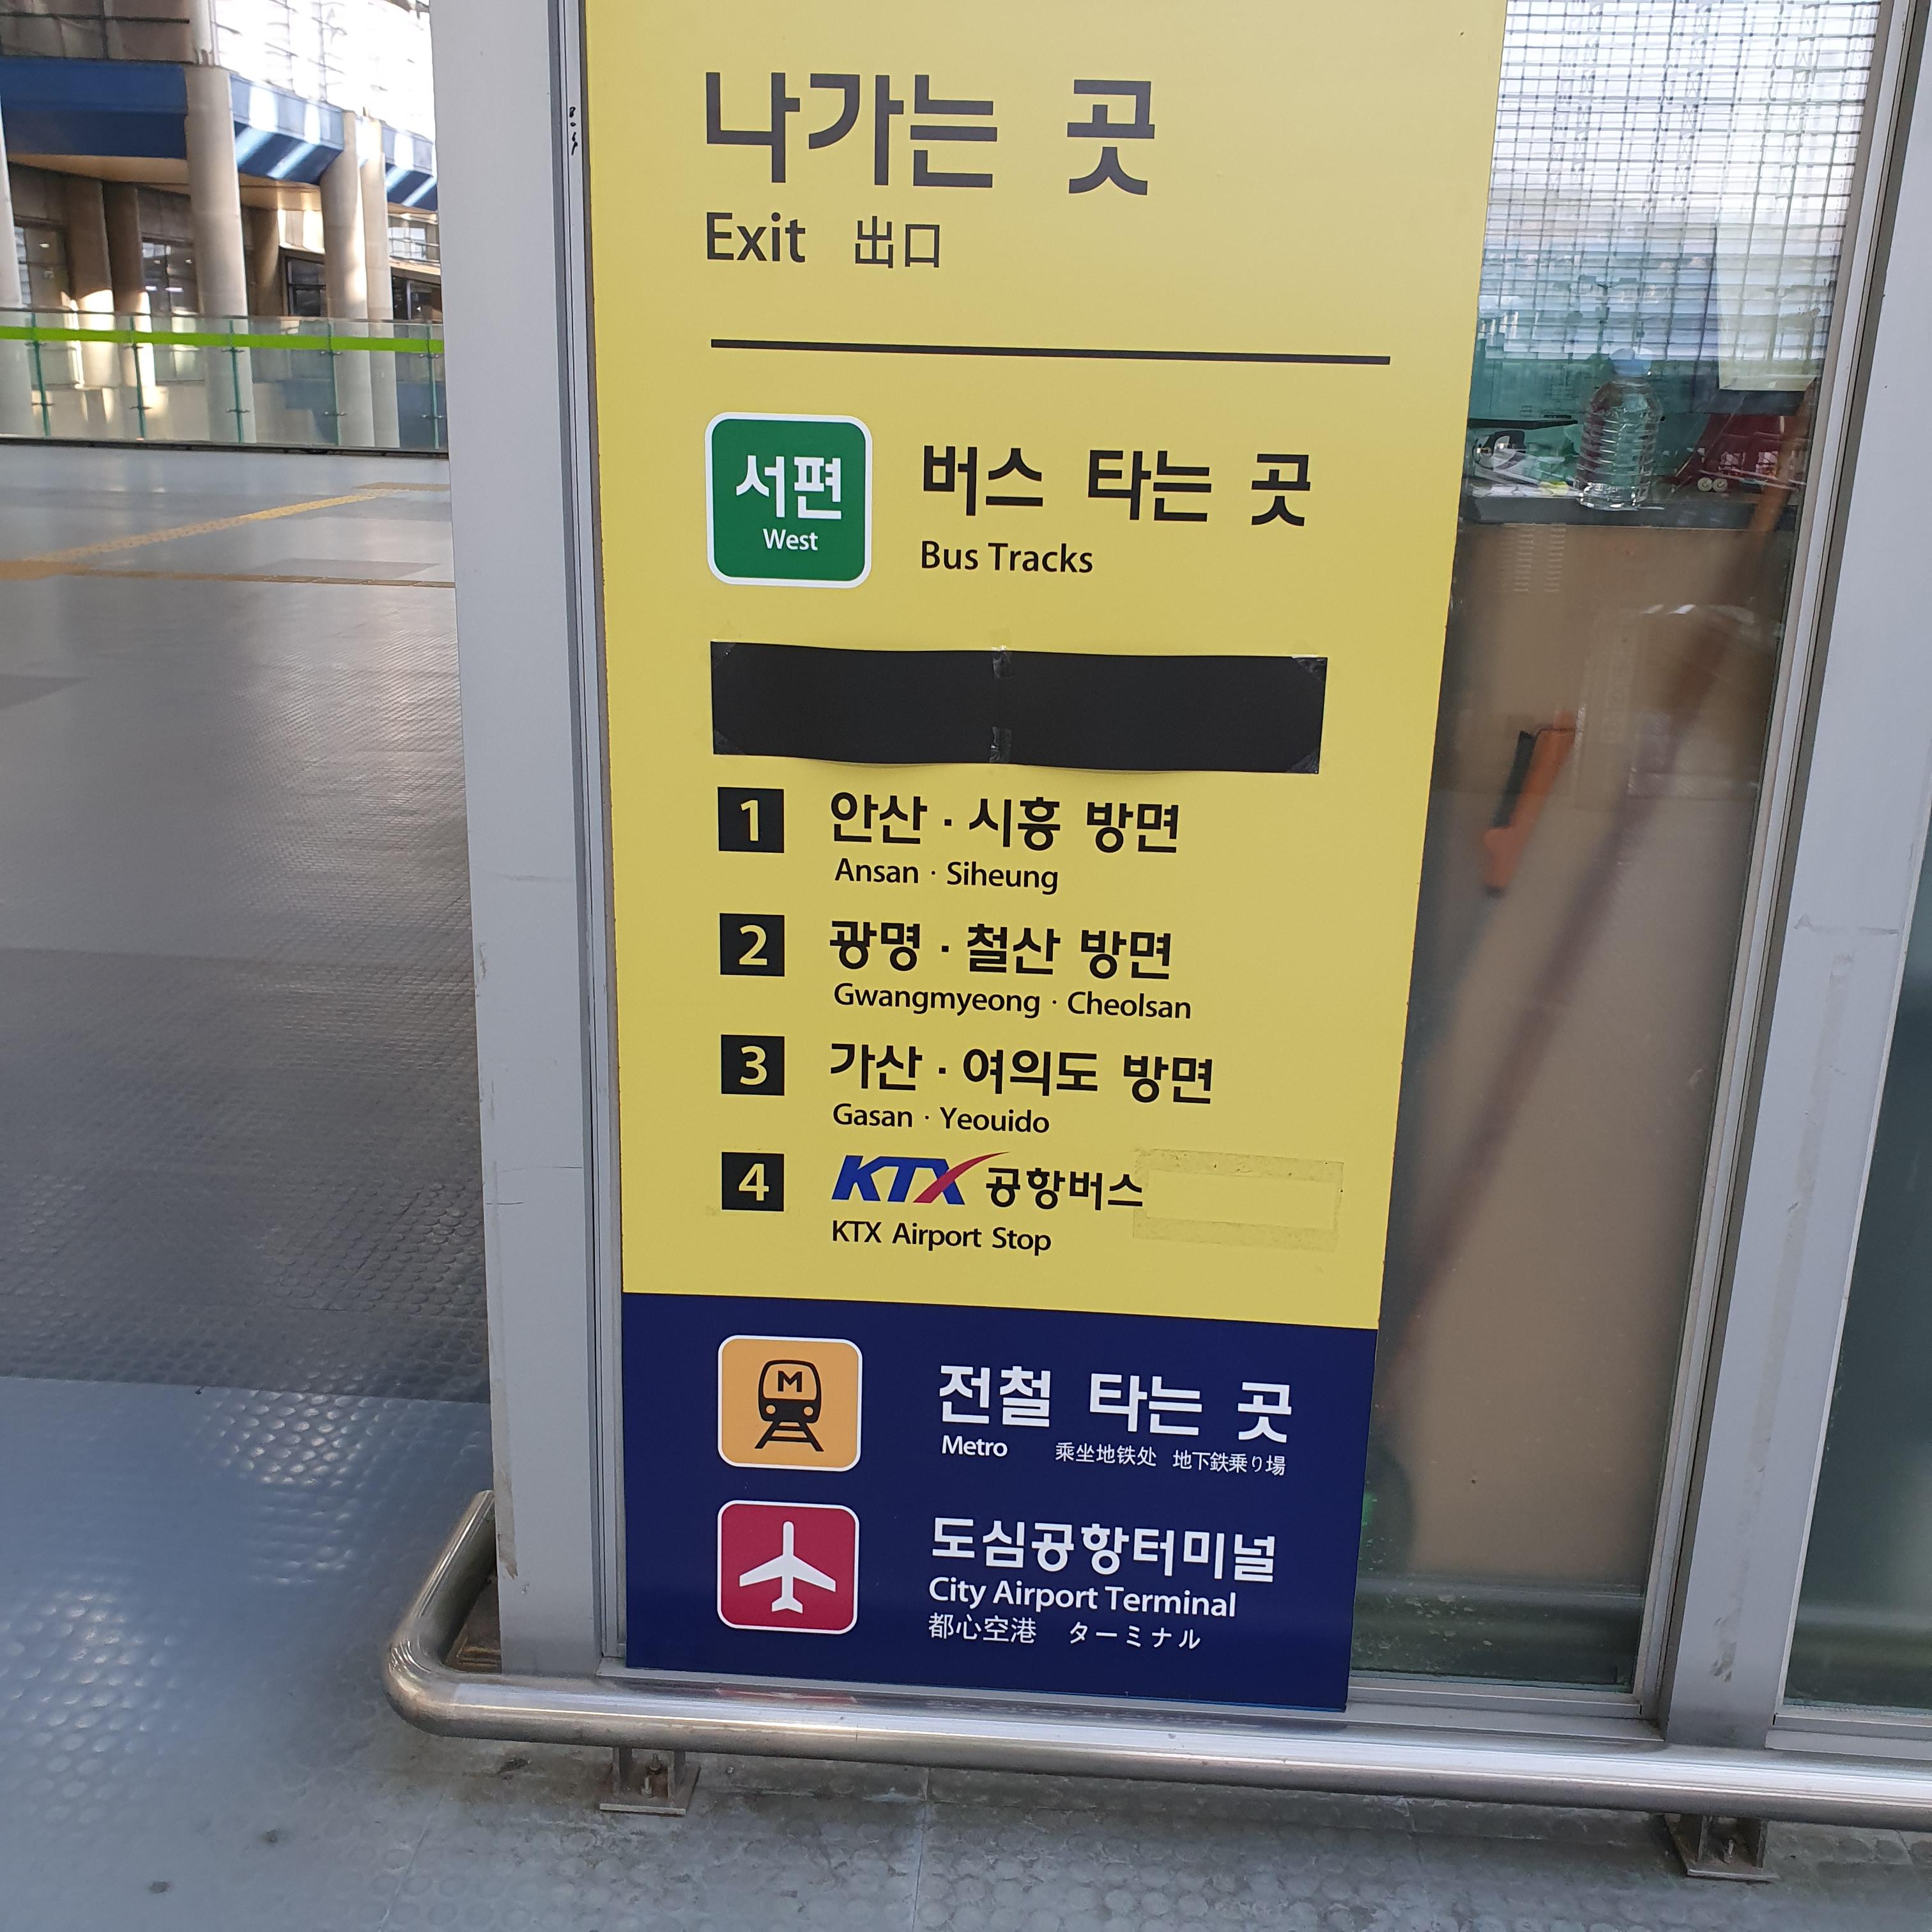 나가는 곳
Exit 出口
서편
West
버스 타는 곳
Bus Tracks
1 안산 · 시흥 방면
Ansan · Siheung
2 광명 · 철산 방면
Gwangmyeong · Cheolsan
3 가산 · 여의도 방면
Gasan · Yeouido
4 KTX 공항버스
KTX Airport Stop
M
전철 타는 곳
Metro 乘坐地铁处 地下鉄乗り場
도심공항터미널
City Airport Terminal
都心空港 ターミナル